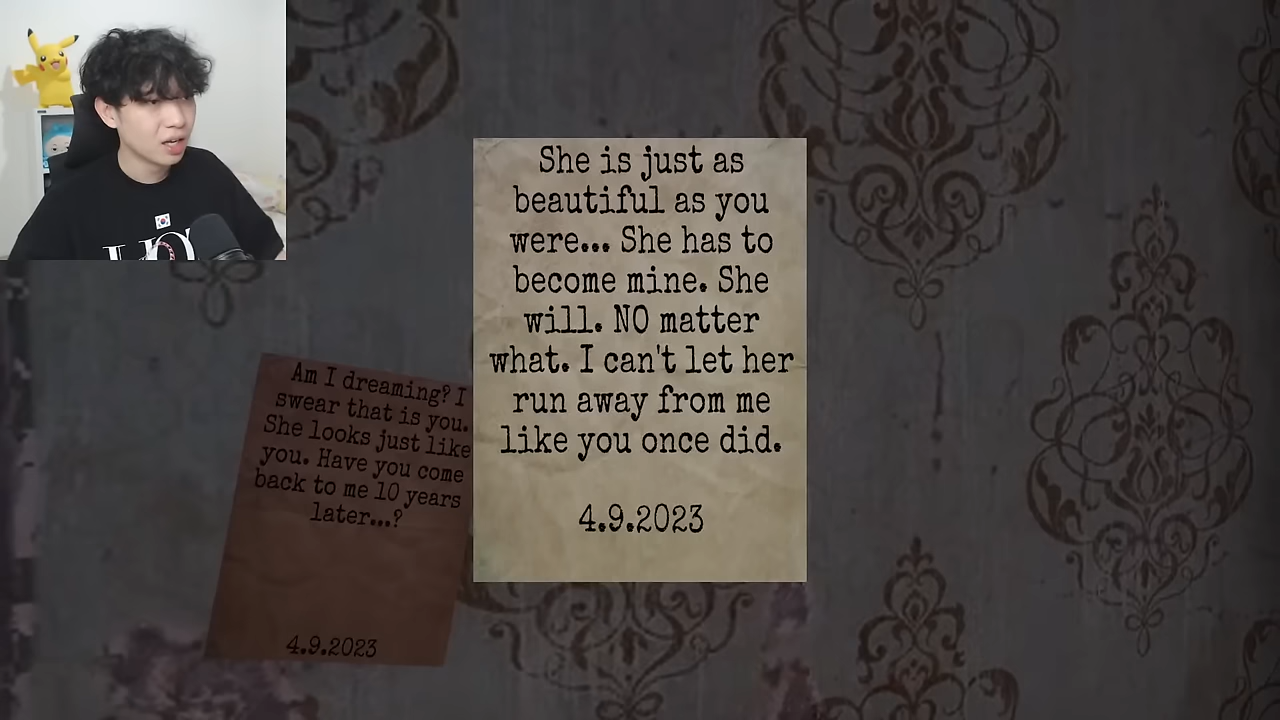 She is just as
beautiful as you
were... She has to
become mine. She
will. NO matter
what. I can't let her
run away from me
like you once did.
4.9.2023
Am I dreaming? I
swear that is you.
She looks just like
you. Have you come
back to me 10 years
later...?
4.9.2023